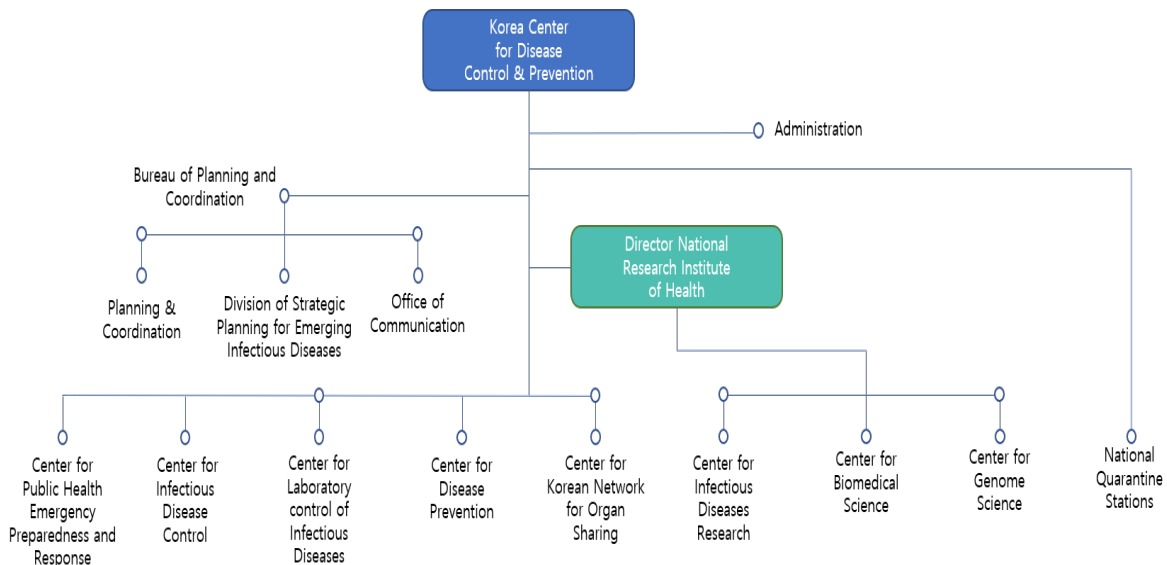 Korea Center
for Disease
Control & Prevention
Administration
Bureau of Planning and
Coordination
Director National
Research Institute
of Health
Planning &
Coordination
Division of Strategic
Planning for Emerging
Infectious Diseases
Office of
Communication
Center for
Public Health
Emergency
Preparedness and
Response
Center for
Infectious
Disease
Control
Center for
Laboratory
control of
Infectious
Diseases
Center for
Disease
Prevention
Center for
Korean Network
for Organ
Sharing
Center for
Infectious
Diseases
Research
Center for
Biomedical
Science
Center for
Genome
Science
National
Quarantine
Stations